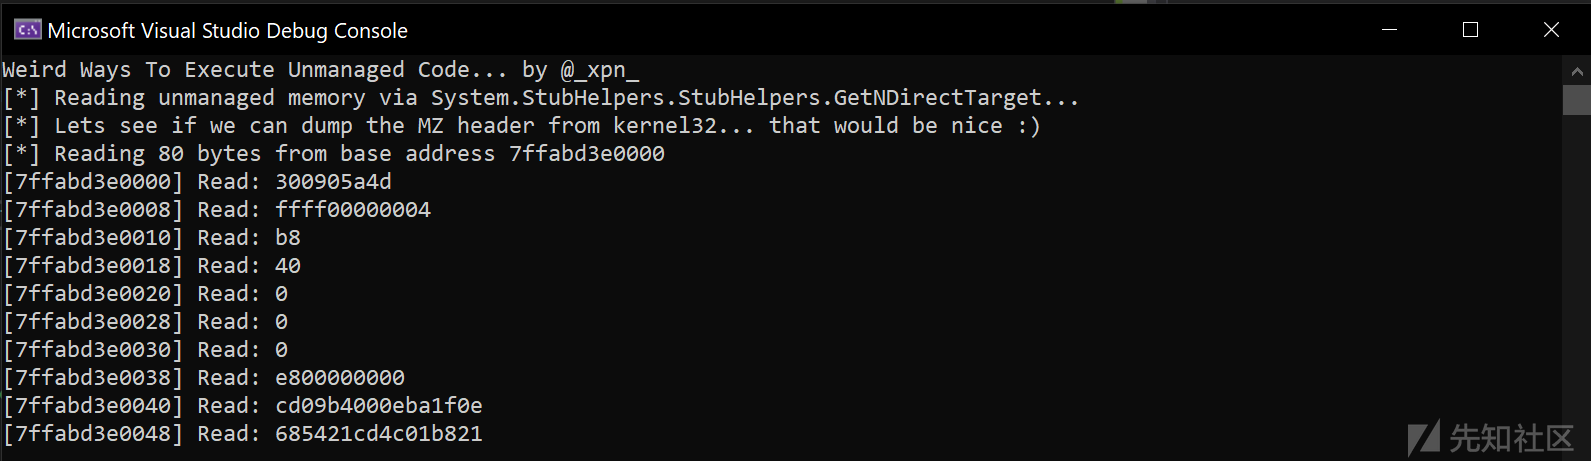 Microsoft Visual Studio Debug Console
Weird Ways To Execute Unmanaged Code... by @_xpn_
[*] Reading unmanaged memory via System.StubHelpers.StubHelpers.GetNDirectTarget...
[*] Lets see if we can dump the MZ header from kernel32... that would be nice :)
[*] Reading 80 bytes from base address 7ffabd3e0000
[7ffabd3e0000] Read: 300905a4d
[7ffabd3e0008] Read: ffff00000004
[7ffabd3e0010] Read: b8
[7ffabd3e0018] Read: 40
[7ffabd3e0020] Read: 0
[7ffabd3e0028] Read: 0
[7ffabd3e0030] Read: 0
[7ffabd3e0038] Read: e800000000
[7ffabd3e0040] Read: cd09b4000eba1f0e
[7ffabd3e0048] Read: 685421cd4c01b821
先知社区